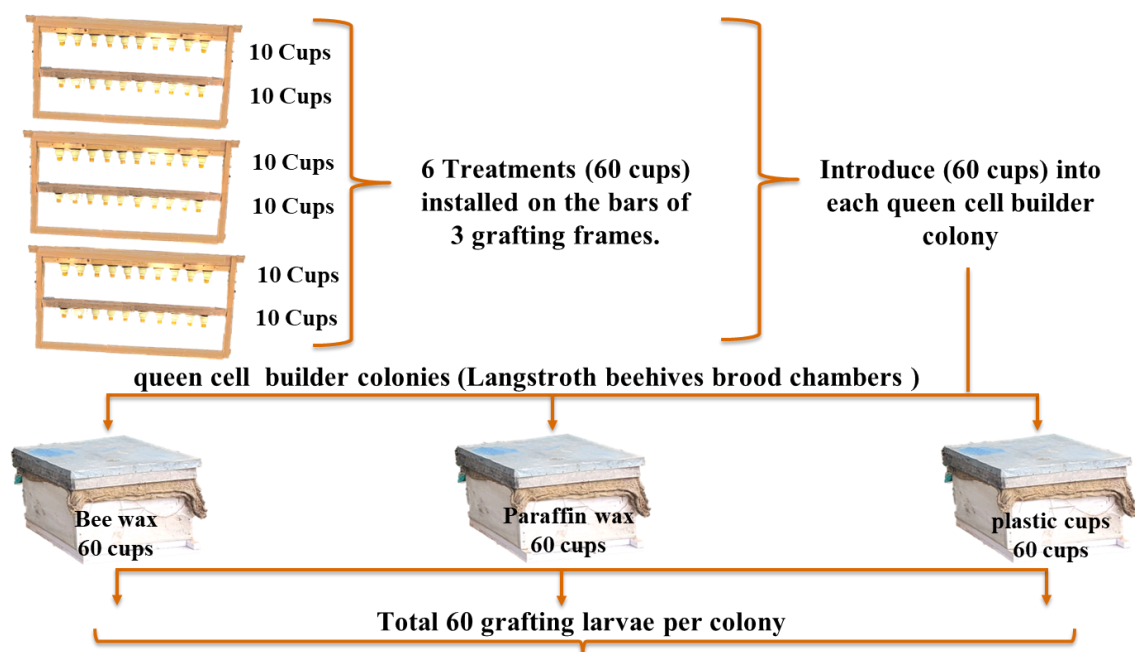 10 Cups
10 Cups
10 Cups
10 Cups
10 Cups
10 Cups
6 Treatments (60 cups)
installed on the bars of
3 grafting frames.
Introduce (60 cups) into
each queen cell builder
colony
queen cell builder colonies (Langstroth beehives brood chambers )
Bee wax
60 cups
Paraffin wax
60 cups
plastic cups
60 cups
Total 60 grafting larvae per colony